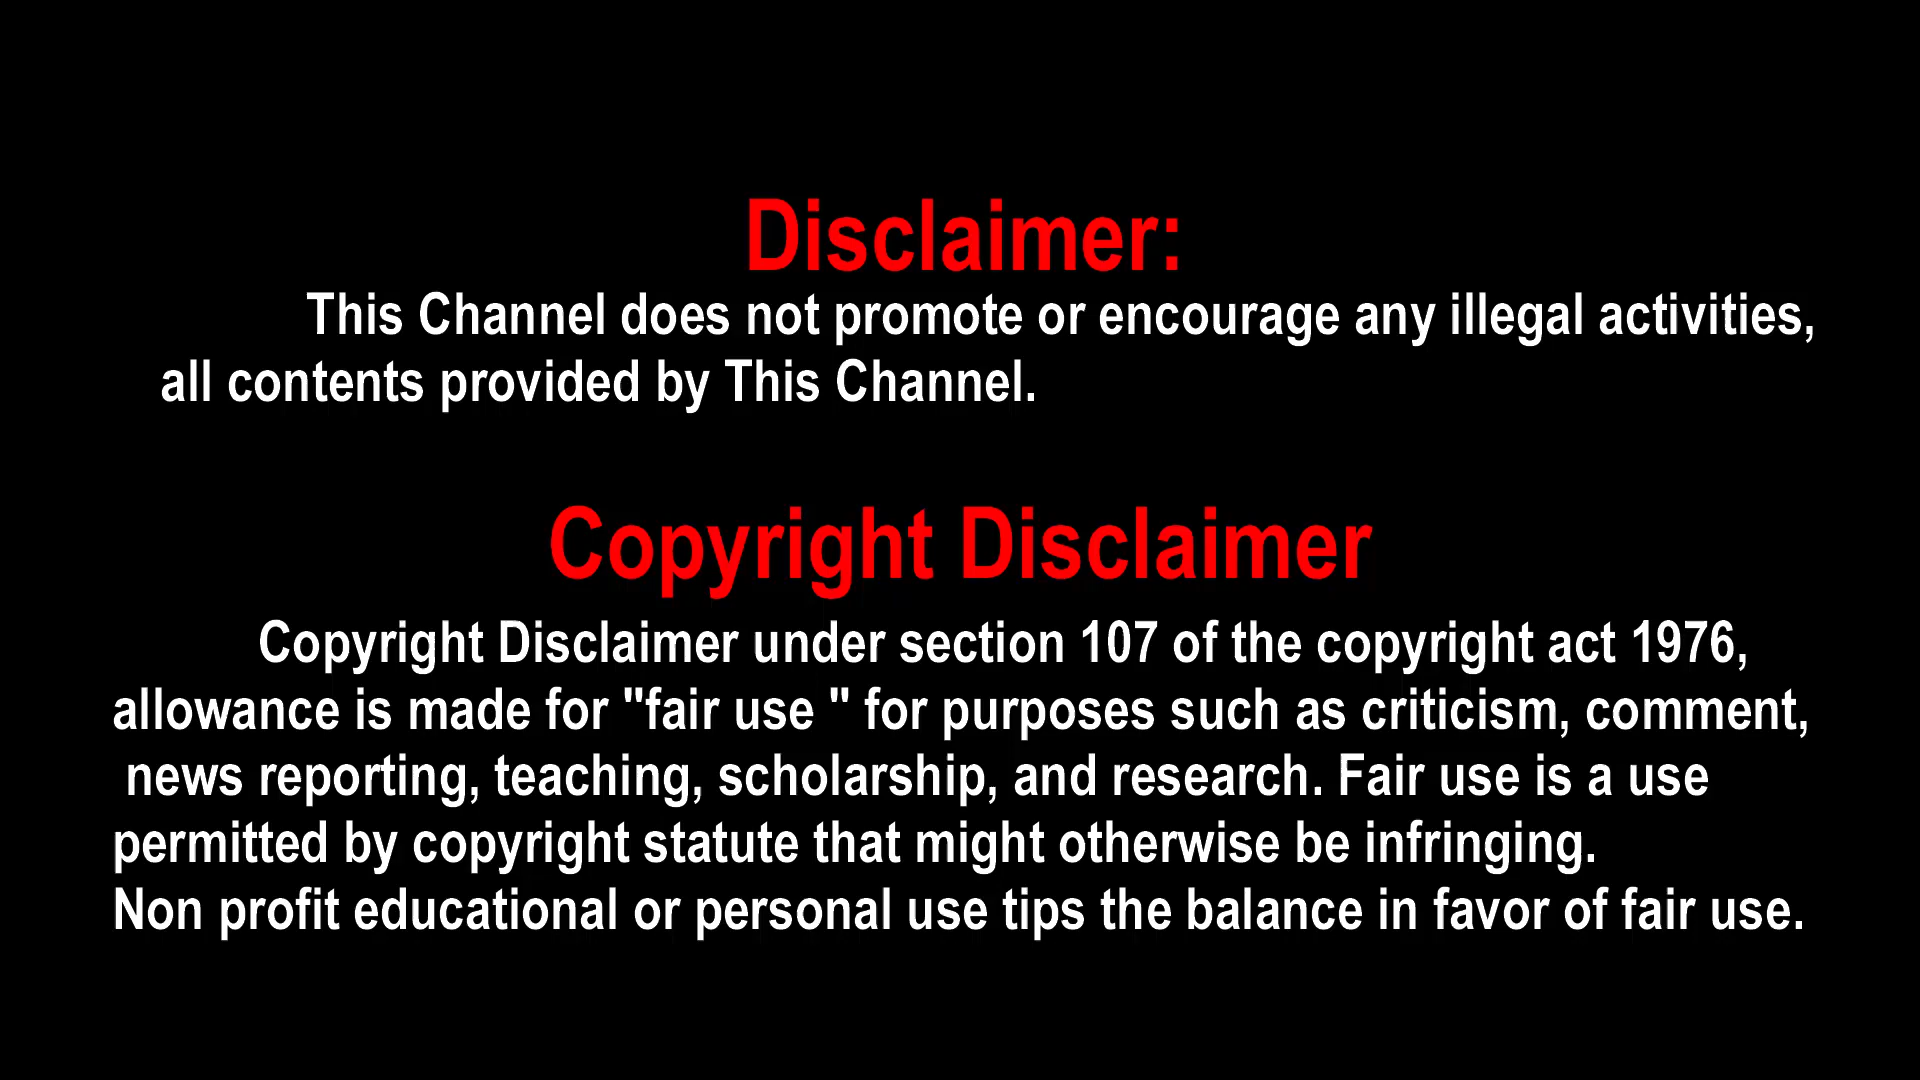 Disclaimer:
This Channel does not promote or encourage any illegal activities,
all contents provided by This Channel.
Copyright Disclaimer
Copyright Disclaimer under section 107 of the copyright act 1976,
allowance is made for "fair use " for purposes such as criticism, comment,
news reporting, teaching, scholarship, and research. Fair use is a use
permitted by copyright statute that might otherwise be infringing.
Non profit educational or personal use tips the balance in favor of fair use.